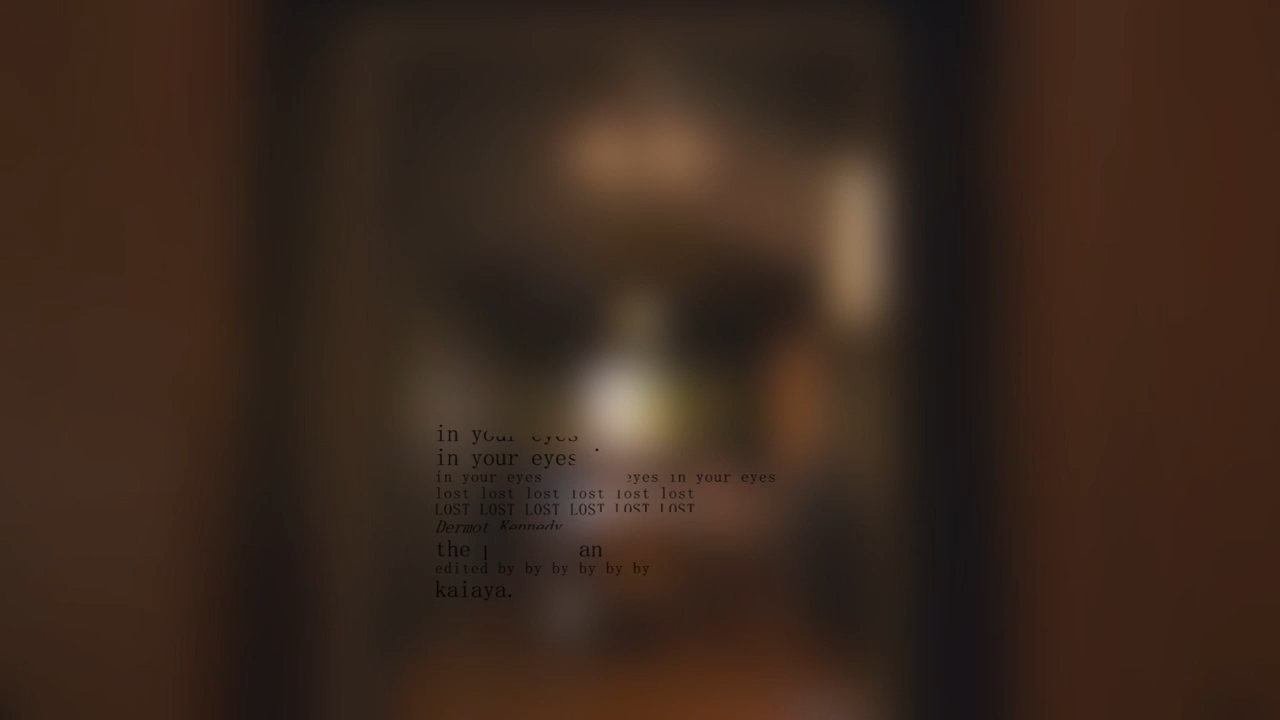 in your eyes
in your eyes
in your eyes eyes in your eyes
lost lost lost lost lost lost
LOST LOST LOST LOST LOST LOST
Dermot Kennedy
the an
edited by by by by by by
kaiaya.